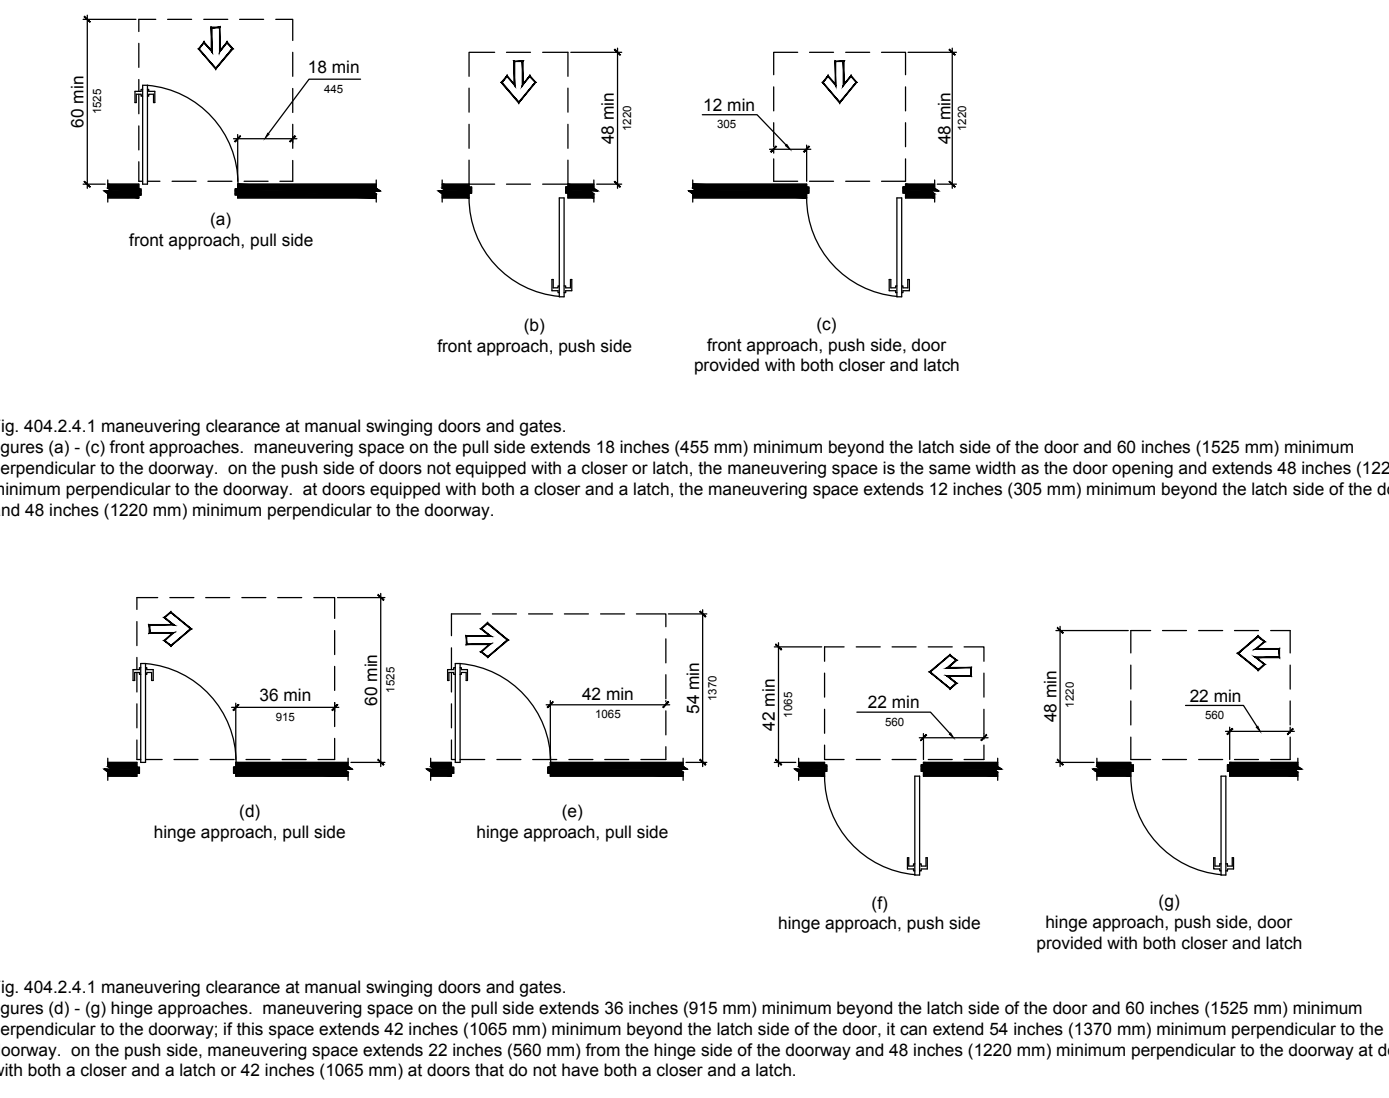 60 min
1525
18 min
445
(a)
front approach, pull side
48 min
1220
(b)
front approach, push side
12 min
305
48 min
1220
(c)
front approach, push side, door
provided with both closer and latch
ig. 404.2.4.1 maneuvering clearance at manual swinging doors and gates.
gures (a) - (c) front approaches. maneuvering space on the pull side extends 18 inches (455 mm) minimum beyond the latch side of the door and 60 inches (1525 mm) minimum
erpendicular to the doorway. on the push side of doors not equipped with a closer or latch, the maneuvering space is the same width as the door opening and extends 48 inches (122
minimum perpendicular to the doorway. at doors equipped with both a closer and a latch, the maneuvering space extends 12 inches (305 mm) minimum beyond the latch side of the do
and 48 inches (1220 mm) minimum perpendicular to the doorway.
36 min
915
60 min
1525
(d)
hinge approach, pull side
42 min
1065
54 min
1370
(e)
hinge approach, pull side
42 min
1065
22 min
560
(f)
hinge approach, push side
48 min
1220
22 min
560
(g)
hinge approach, push side, door
provided with both closer and latch
ig. 404.2.4.1 maneuvering clearance at manual swinging doors and gates.
gures (d) - (g) hinge approaches. maneuvering space on the pull side extends 36 inches (915 mm) minimum beyond the latch side of the door and 60 inches (1525 mm) minimum
erpendicular to the doorway; if this space extends 42 inches (1065 mm) minimum beyond the latch side of the door, it can extend 54 inches (1370 mm) minimum perpendicular to the
oorway. on the push side, maneuvering space extends 22 inches (560 mm) from the hinge side of the doorway and 48 inches (1220 mm) minimum perpendicular to the doorway at do
with both a closer and a latch or 42 inches (1065 mm) at doors that do not have both a closer and a latch.